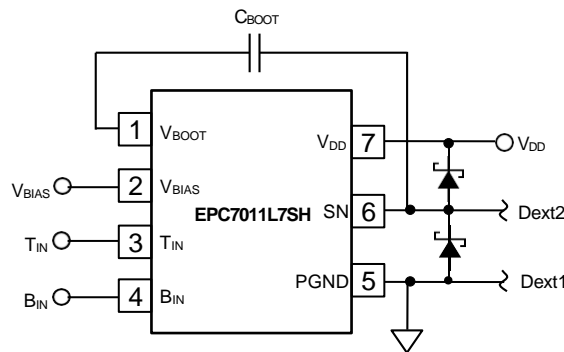 CBOOT
1 VBOOT
VDD 7 VDD
VBIAS 2 VBIAS
EPC7011L7SH SN 6 Dext2
TIN 3 TIN
PGND 5 Dext1
BIN 4 BIN